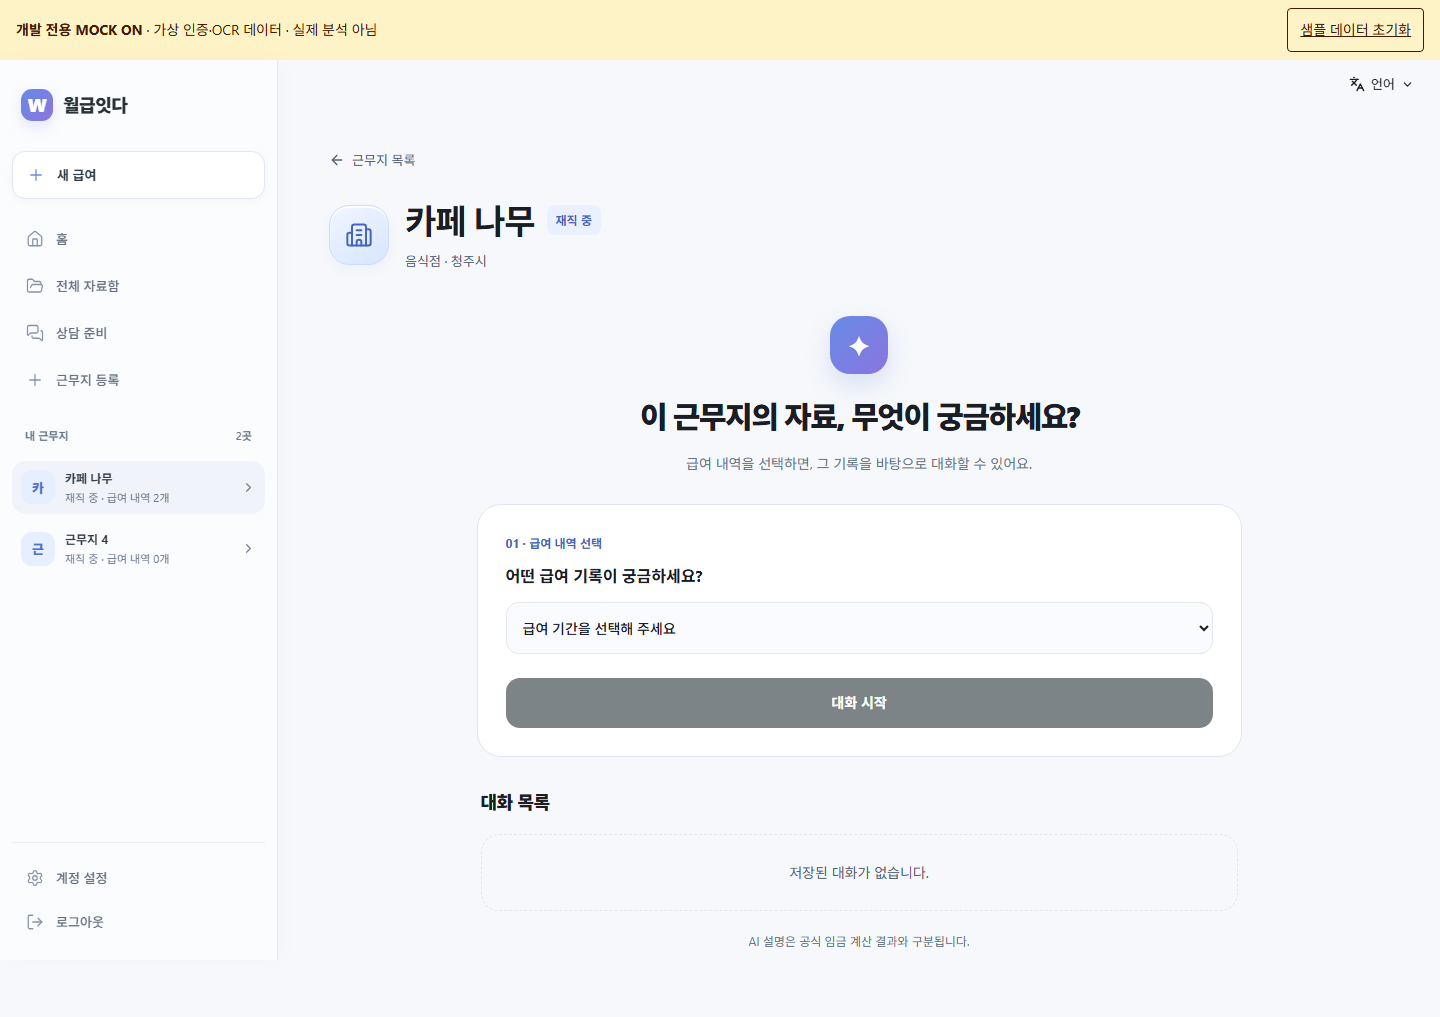 개발 전용 MOCK ON · 가상 인증·OCR 데이터 · 실제 분석 아님
샘플 데이터 초기화
W 월급잇다
언어
새 급여
홈
전체 자료함
상담 준비
근무지 등록
내 근무지 2곳
카 카페 나무
재직 중 · 급여 내역 2개
근 근무지 4
재직 중 · 급여 내역 0개
계정 설정
로그아웃
근무지 목록
카페 나무 재직 중
음식점 · 청주시
이 근무지의 자료, 무엇이 궁금하세요?
급여 내역을 선택하면, 그 기록을 바탕으로 대화할 수 있어요.
01 · 급여 내역 선택
어떤 급여 기록이 궁금하세요?
급여 기간을 선택해 주세요
대화 시작
대화 목록
저장된 대화가 없습니다.
AI 설명은 공식 임금 계산 결과와 구분됩니다.